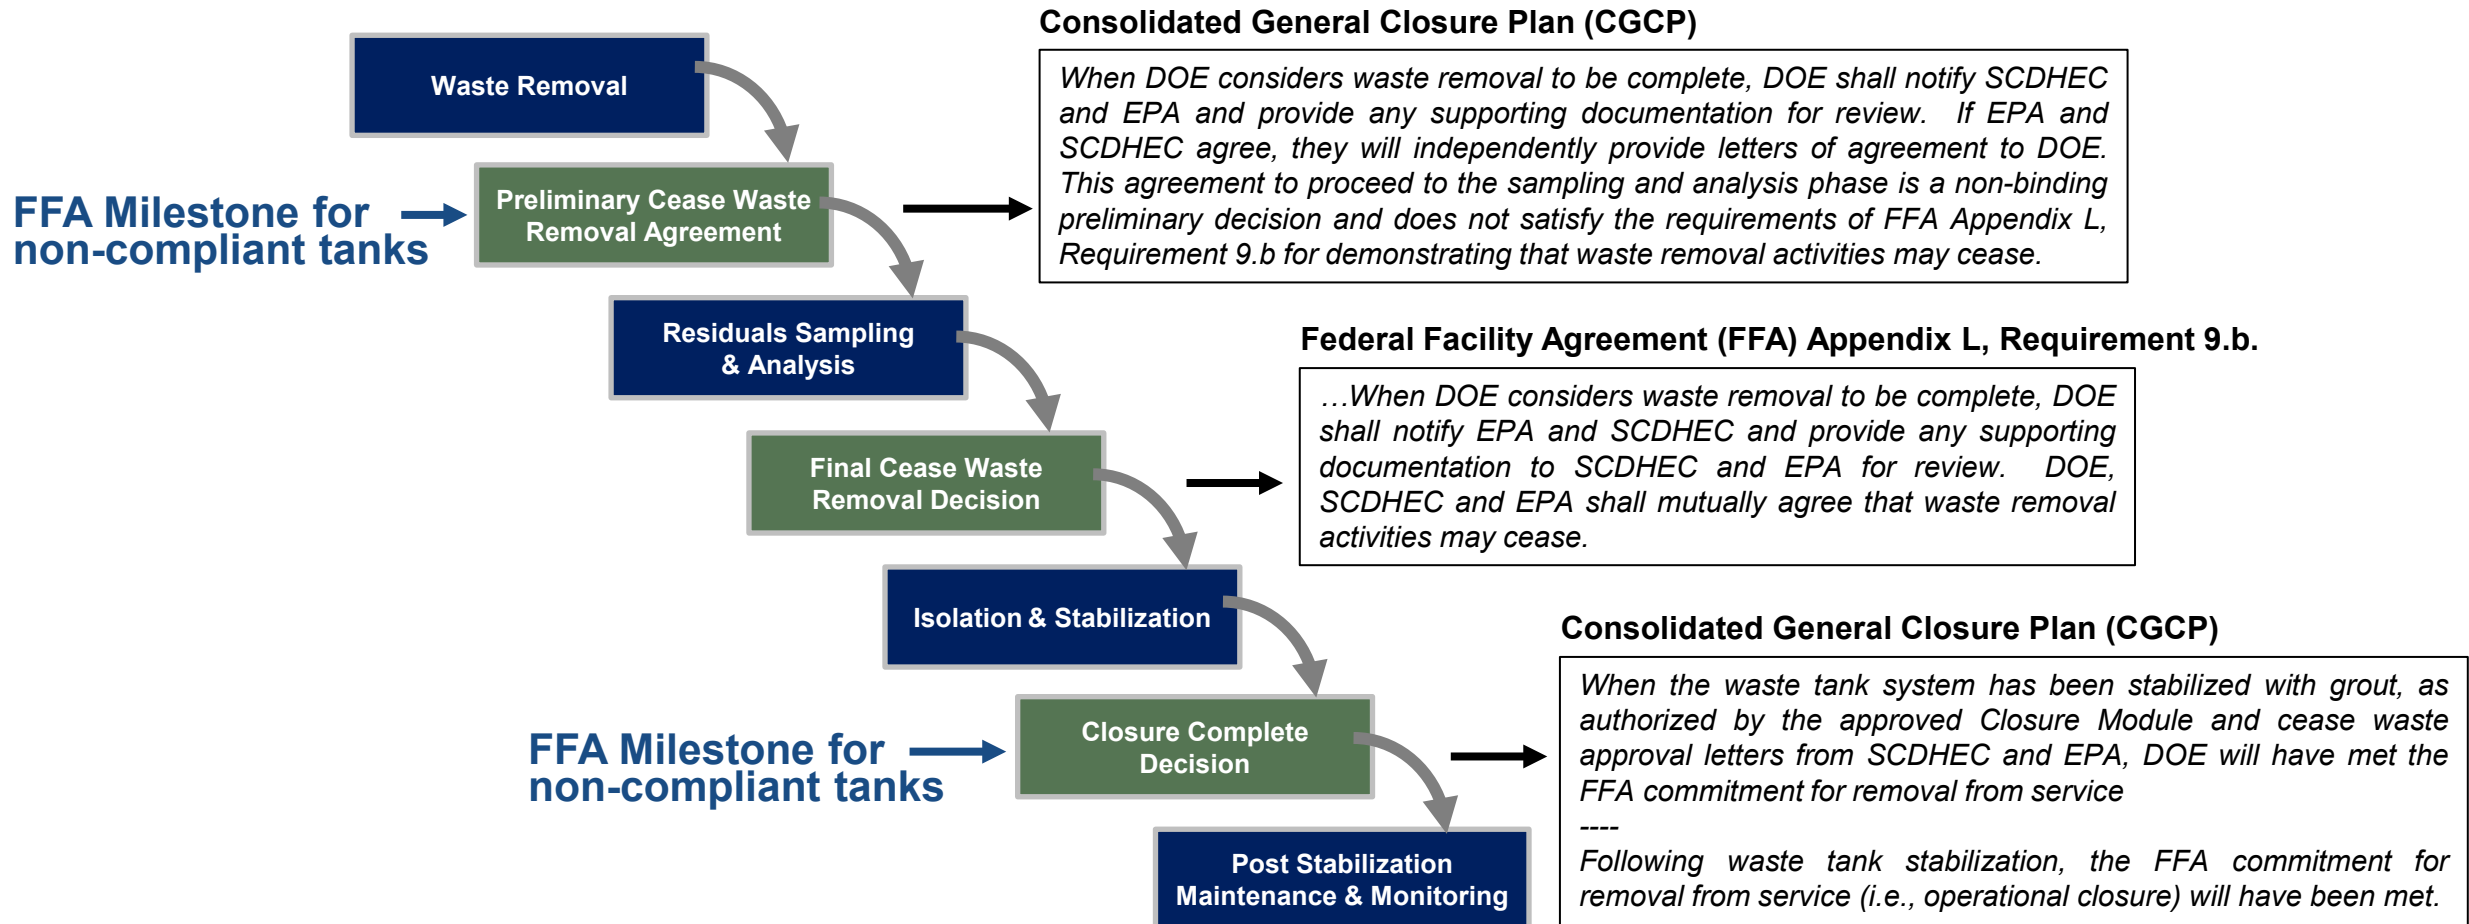 Consolidated General Closure Plan (CGCP)
Waste Removal
When DOE considers waste removal to be complete, DOE shall notify SCDHEC
and EPA and provide any supporting documentation for review. If EPA and
SCDHEC agree, they will independently provide letters of agreement to DOE.
This agreement to proceed to the sampling and analysis phase is a non-binding
preliminary decision and does not satisfy the requirements of FFA Appendix L,
Requirement 9.b for demonstrating that waste removal activities may cease.
FFA Milestone for
non-compliant tanks
Preliminary Cease Waste
Removal Agreement
Residuals Sampling
& Analysis
Federal Facility Agreement (FFA) Appendix L, Requirement 9.b.
…When DOE considers waste removal to be complete, DOE
shall notify EPA and SCDHEC and provide any supporting
documentation to SCDHEC and EPA for review. DOE,
SCDHEC and EPA shall mutually agree that waste removal
activities may cease.
Final Cease Waste
Removal Decision
Isolation & Stabilization
Consolidated General Closure Plan (CGCP)
When the waste tank system has been stabilized with grout, as
authorized by the approved Closure Module and cease waste
approval letters from SCDHEC and EPA, DOE will have met the
FFA commitment for removal from service
----
Following waste tank stabilization, the FFA commitment for
removal from service (i.e., operational closure) will have been met.
FFA Milestone for
non-compliant tanks
Closure Complete
Decision
Post Stabilization
Maintenance & Monitoring